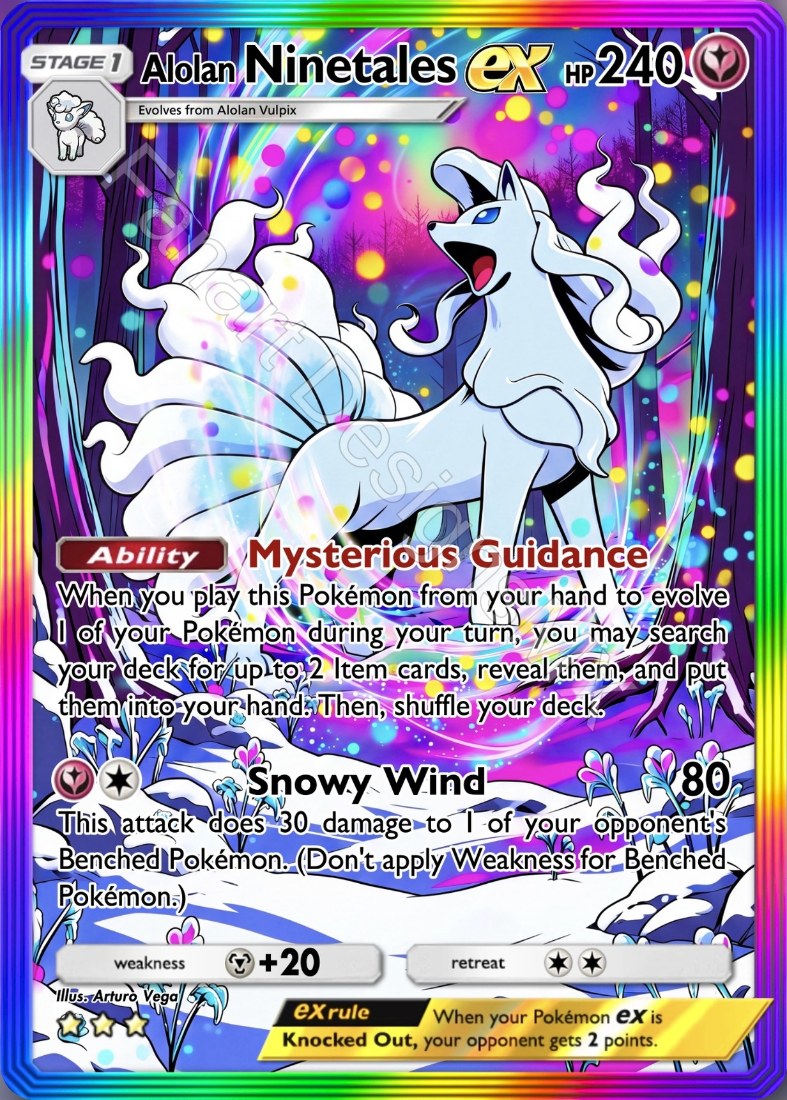 STAGE 1 Alolan Ninetales ex HP 240
Evolves from Alolan Vulpix
Fanart Design
Ability Mysterious Guidance
When you play this Pokémon from your hand to evolve
1 of your Pokémon during your turn, you may search
your deck for up to 2 Item cards, reveal them, and put
them into your hand. Then, shuffle your deck.
Snowy Wind 80
This attack does 30 damage to 1 of your opponent's
Benched Pokémon. (Don't apply Weakness for Benched
Pokémon.)
weakness +20 retreat
Illus. Arturo Vega
ex rule When your Pokémon ex is
Knocked Out, your opponent gets 2 points.